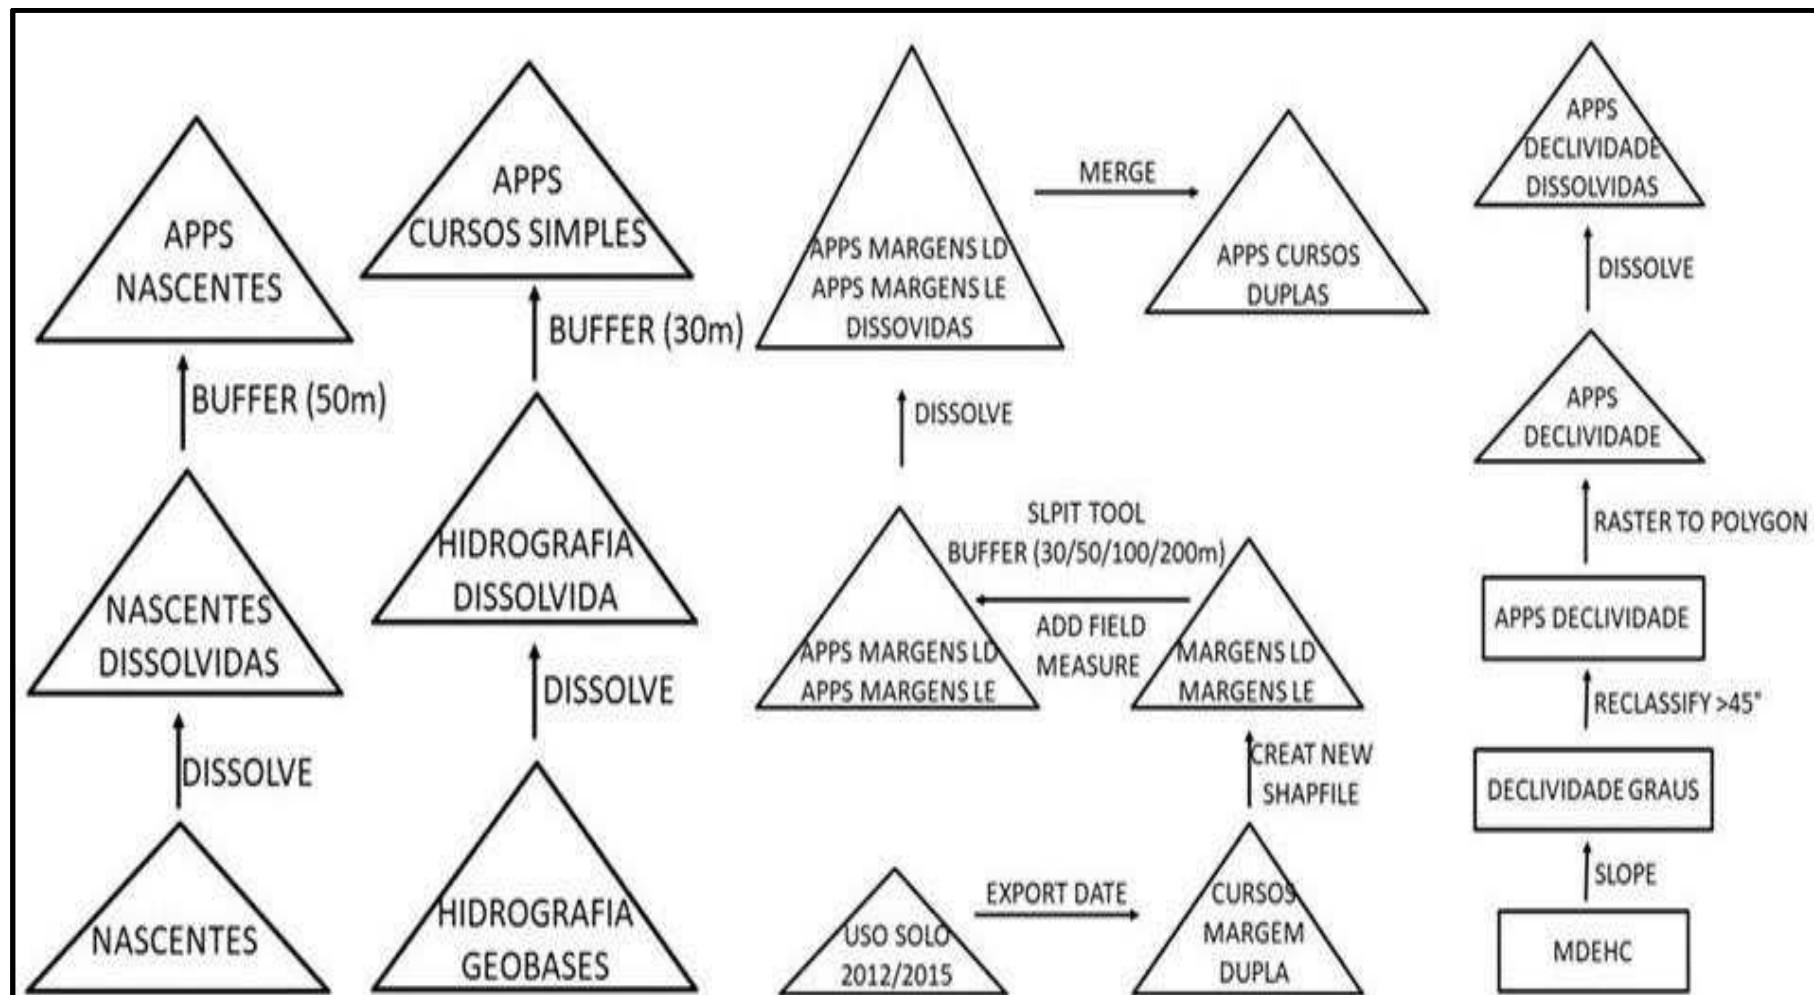 APPS
NASCENTES
BUFFER (50m)
NASCENTES
DISSOLVIDAS
DISSOLVE
NASCENTES
APPS
CURSOS SIMPLES
BUFFER (30m)
HIDROGRAFIA
DISSOLVIDA
DISSOLVE
HIDROGRAFIA
GEOBASES
APPS MARGENS LD
APPS MARGENS LE
DISSOVIDAS
MERGE
APPS CURSOS
DUPLAS
DISSOLVE
SLPIT TOOL
BUFFER (30/50/100/200m)
ADD FIELD
MEASURE
APPS MARGENS LD
APPS MARGENS LE
MARGENS LD
MARGENS LE
CREAT NEW
SHAPFILE
USO SOLO
2012/2015
EXPORT DATE
CURSOS
MARGEM
DUPLA
APPS
DECLIVIDADE
DISSOLVIDAS
DISSOLVE
APPS
DECLIVIDADE
RASTER TO POLYGON
APPS DECLIVIDADE
RECLASSIFY >45°
DECLIVIDADE GRAUS
SLOPE
MDEHC